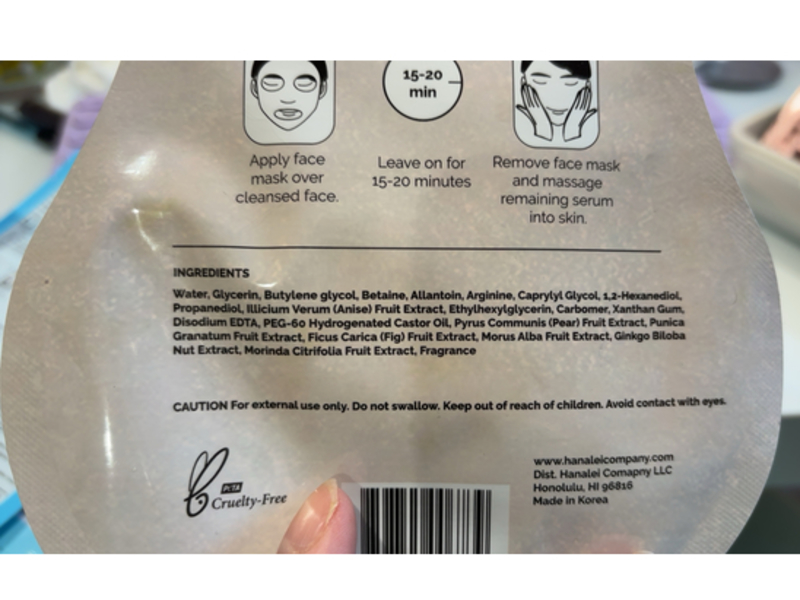 15-20
min
Apply face
mask over
cleansed face.
Leave on for
15-20 minutes
Remove face mask
and massage
remaining serum
into skin.
INGREDIENTS
Water, Glycerin, Butylene glycol, Betaine, Allantoin, Arginine, Caprylyl Glycol, 1,2-Hexanediol,
Propanediol, Illicium Verum (Anise) Fruit Extract, Ethylhexylglycerin, Carbomer, Xanthan Gum,
Disodium EDTA, PEG-60 Hydrogenated Castor Oil, Pyrus Communis (Pear) Fruit Extract, Punica
Granatum Fruit Extract, Ficus Carica (Fig) Fruit Extract, Morus Alba Fruit Extract, Ginkgo Biloba
Nut Extract, Morinda Citrifolia Fruit Extract, Fragrance
CAUTION For external use only. Do not swallow. Keep out of reach of children. Avoid contact with eyes.
PETA
Cruelty-Free
www.hanaleicompany.com
Dist. Hanalei Comapny LLC
Honolulu, HI 96816
Made in Korea